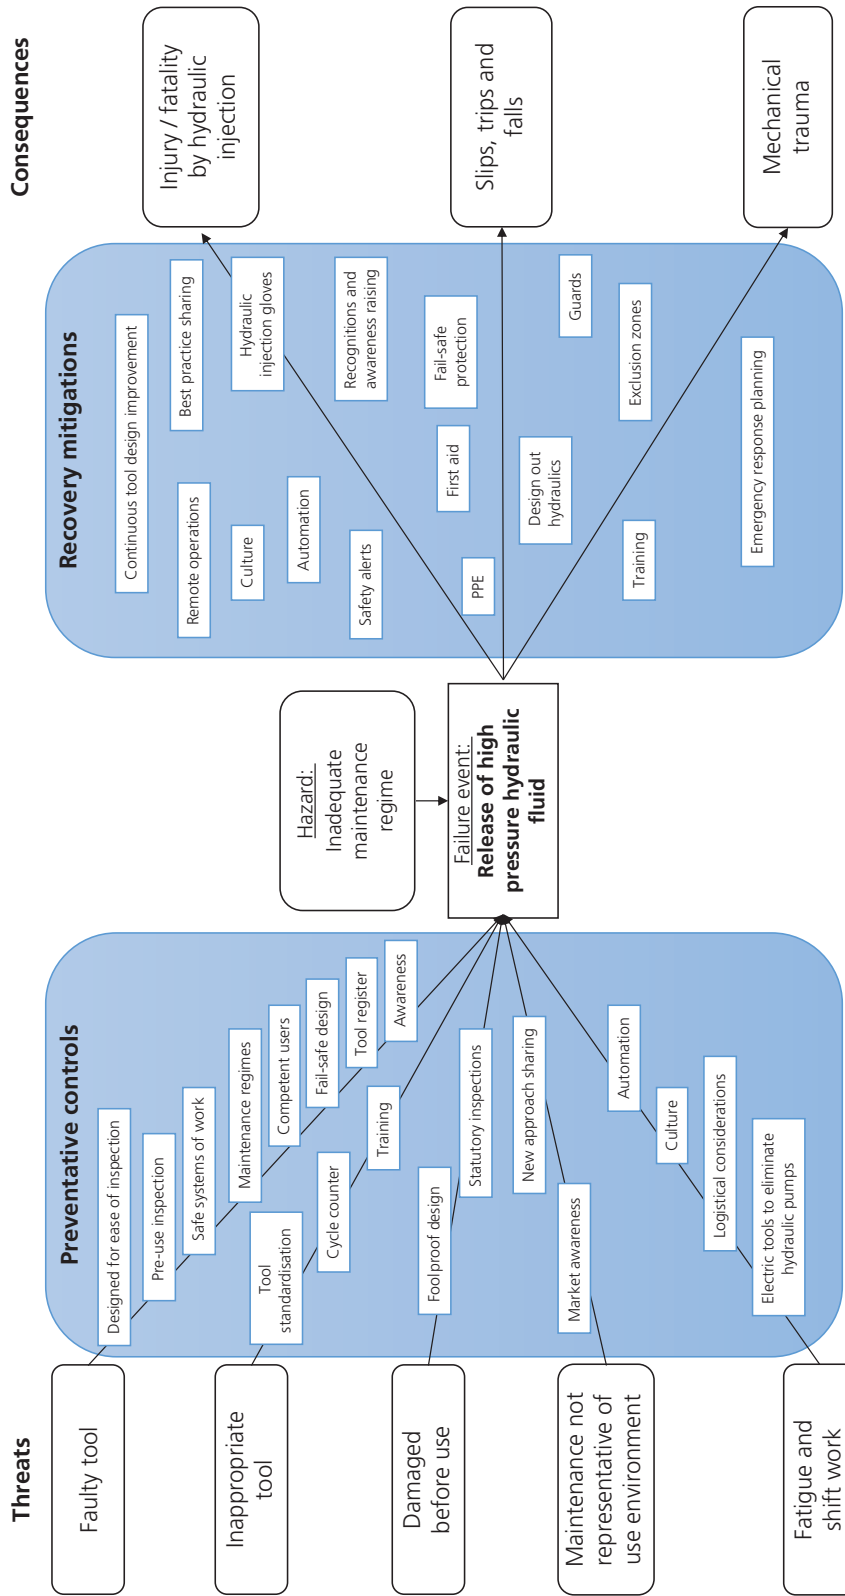 Threats
Faulty tool
Inappropriate
tool
Damaged
before use
Maintenance not
representative of
use environment
Fatigue and
shift work
Preventative controls
Designed for ease of inspection
Pre-use inspection
Safe systems of work
Maintenance regimes
Competent users
Fail-safe design
Tool register
Awareness
Tool
standardisation
Cycle counter
Training
Foolproof design
Statutory inspections
New approach sharing
Market awareness
Automation
Culture
Logistical considerations
Electric tools to eliminate
hydraulic pumps
Hazard:
Inadequate
maintenance
regime
Failure event:
Release of high
pressure hydraulic
fluid
Recovery mitigations
Continuous tool design improvement
Best practice sharing
Remote operations
Hydraulic
injection gloves
Culture
Automation
Recognitions and
awareness raising
Safety alerts
Fail-safe
protection
First aid
PPE
Design out
hydraulics
Guards
Exclusion zones
Training
Emergency response planning
Consequences
Injury / fatality
by hydraulic
injection
Slips, trips and
falls
Mechanical
trauma